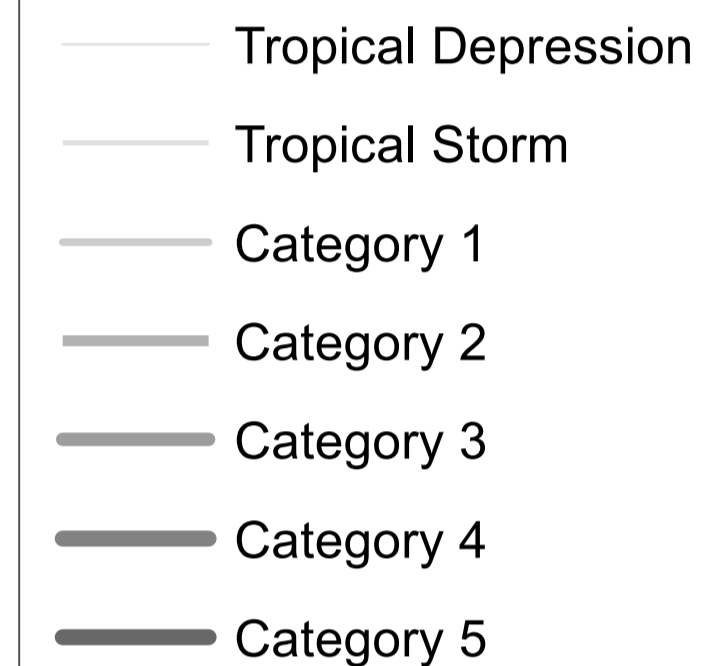 Tropical Depression
Tropical Storm
Category 1
Category 2
Category 3
Category 4
Category 5